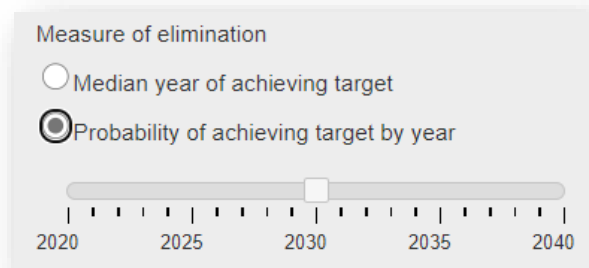 Measure of elimination
Median year of achieving target
Probability of achieving target by year
2020 2025 2030 2035 2040